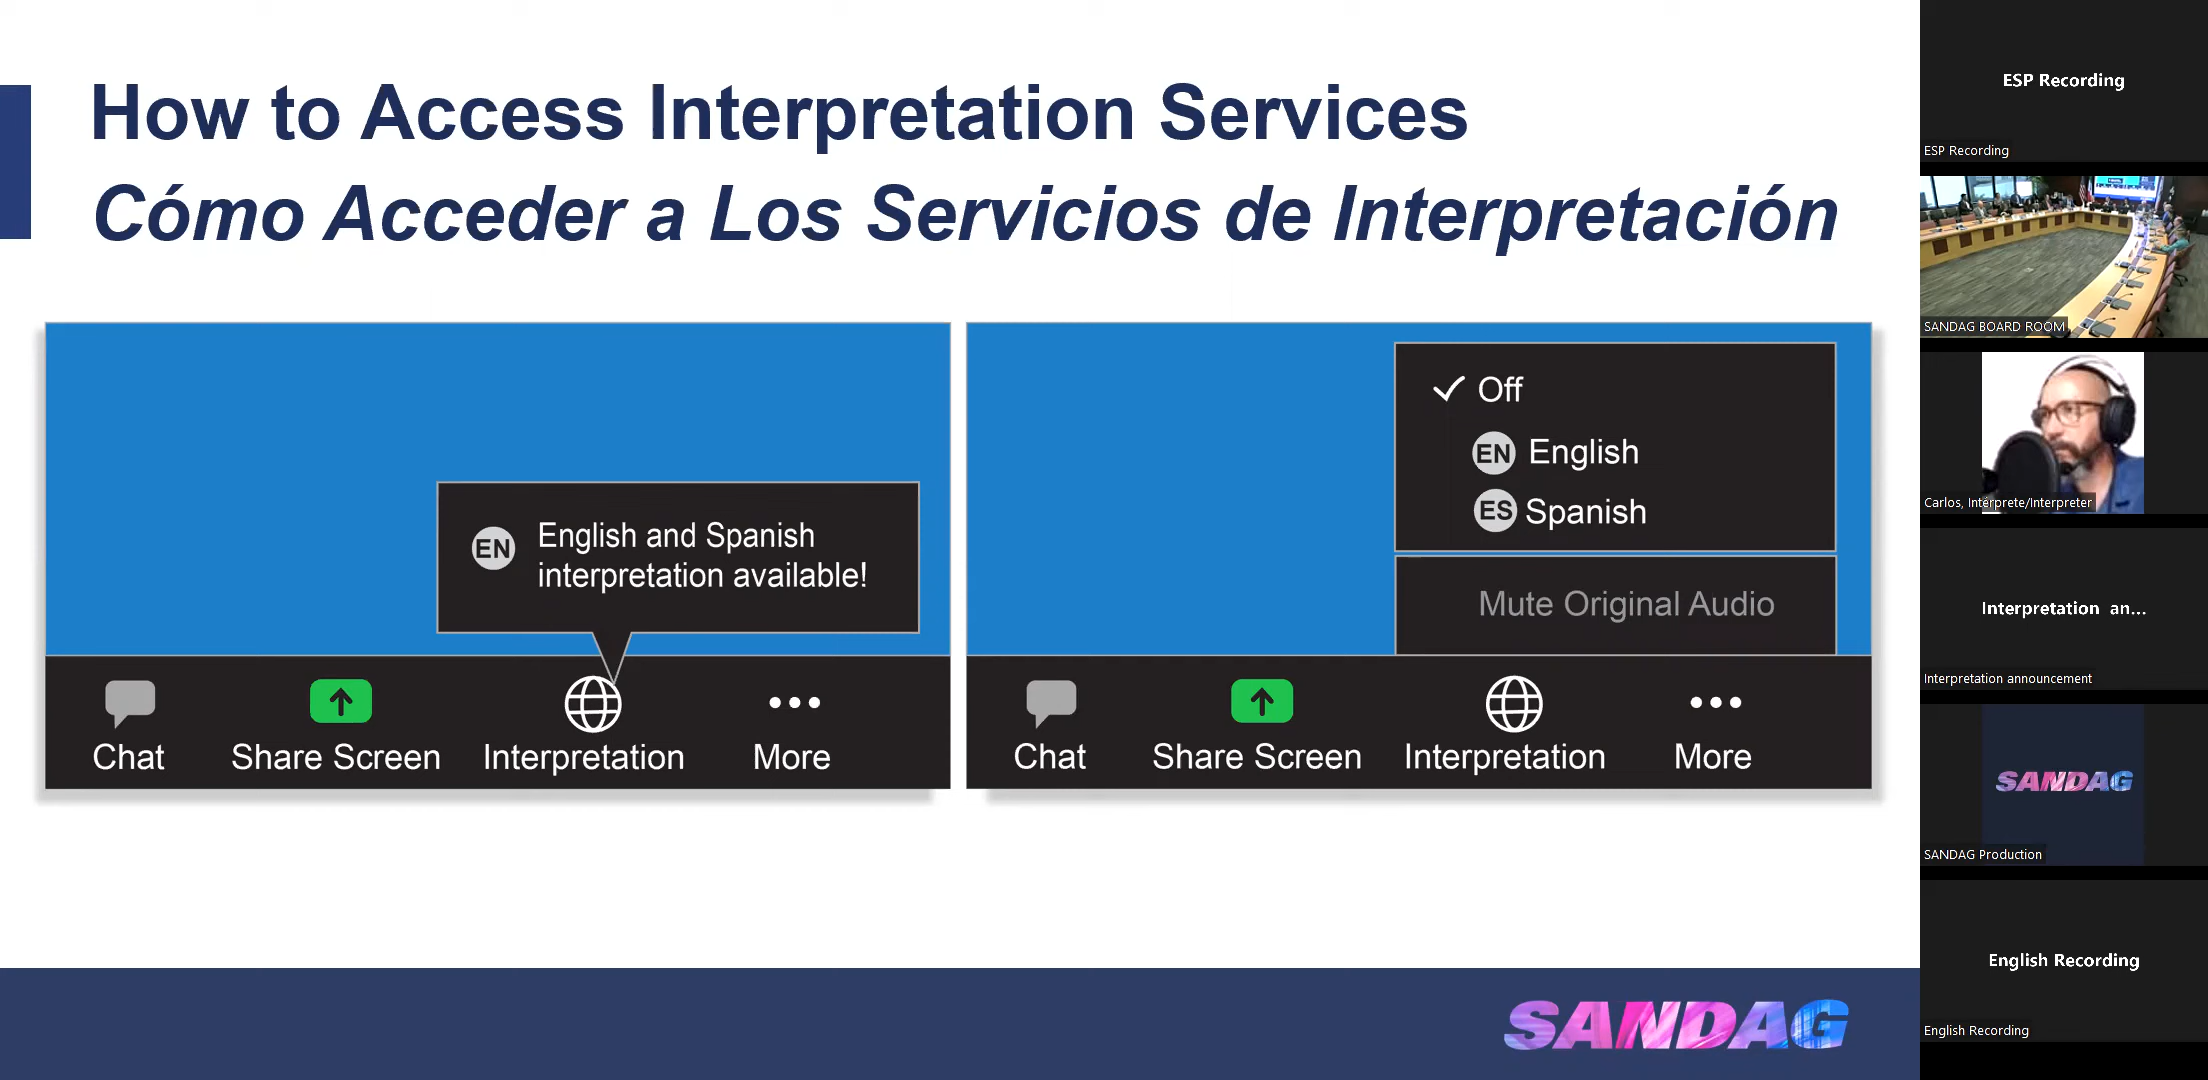 How to Access Interpretation Services
Cómo Acceder a Los Servicios de Interpretación
EN
English and Spanish
interpretation available!
Chat
Share Screen
Interpretation
More
Off
EN English
ES Spanish
Mute Original Audio
Chat
Share Screen
Interpretation
More
SANDAG
ESP Recording
ESP Recording
SANDAG BOARD ROOM
Carlos, Intérprete/Interpreter
Interpretation an...
Interpretation announcement
SANDAG
SANDAG Production
English Recording
English Recording